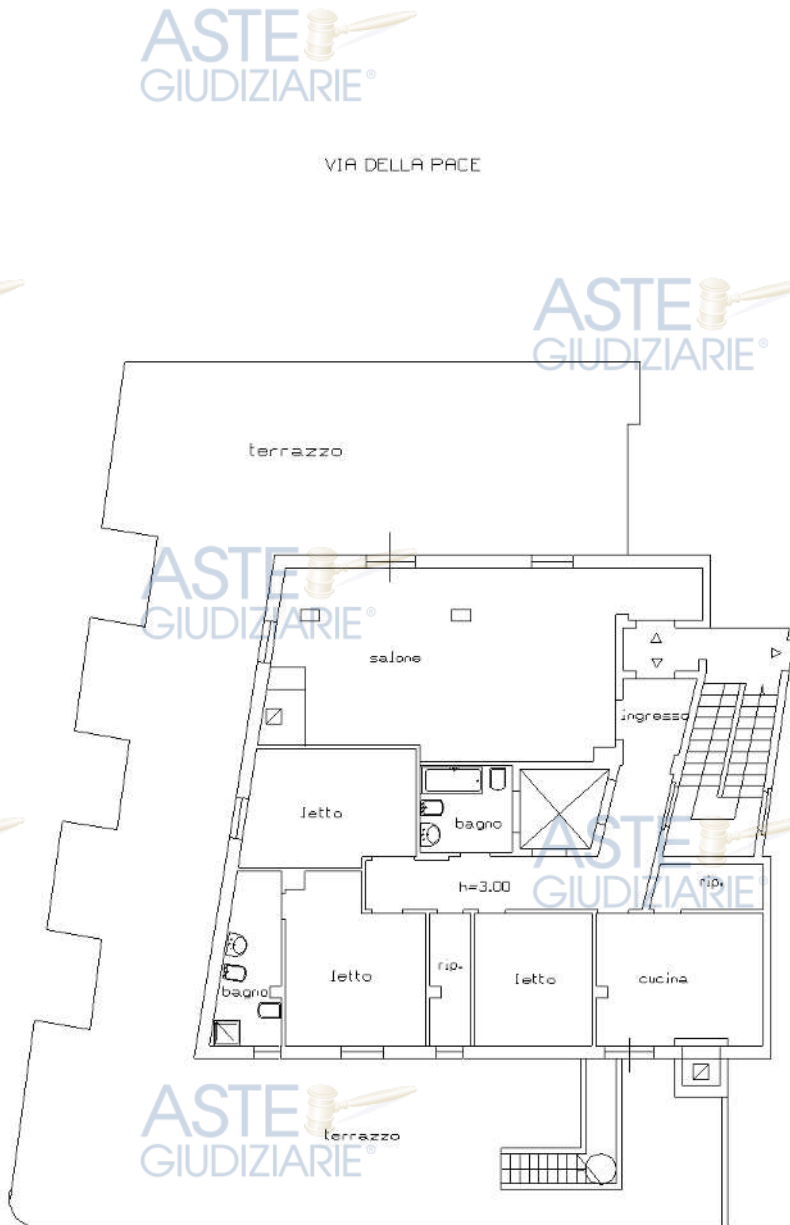 ASTE
GIUDIZIARIE®
VIA DELLA PACE
ASTE
GIUDIZIARIE®
terrazzo
ASTE
GIUDIZIARIE®
salone
ingresso
letto
bagno
ASTE
GIUDIZIARIE®
h=3.00
rip.
letto
rip.
letto
cucina
bagno
ASTE
GIUDIZIARIE®
terrazzo